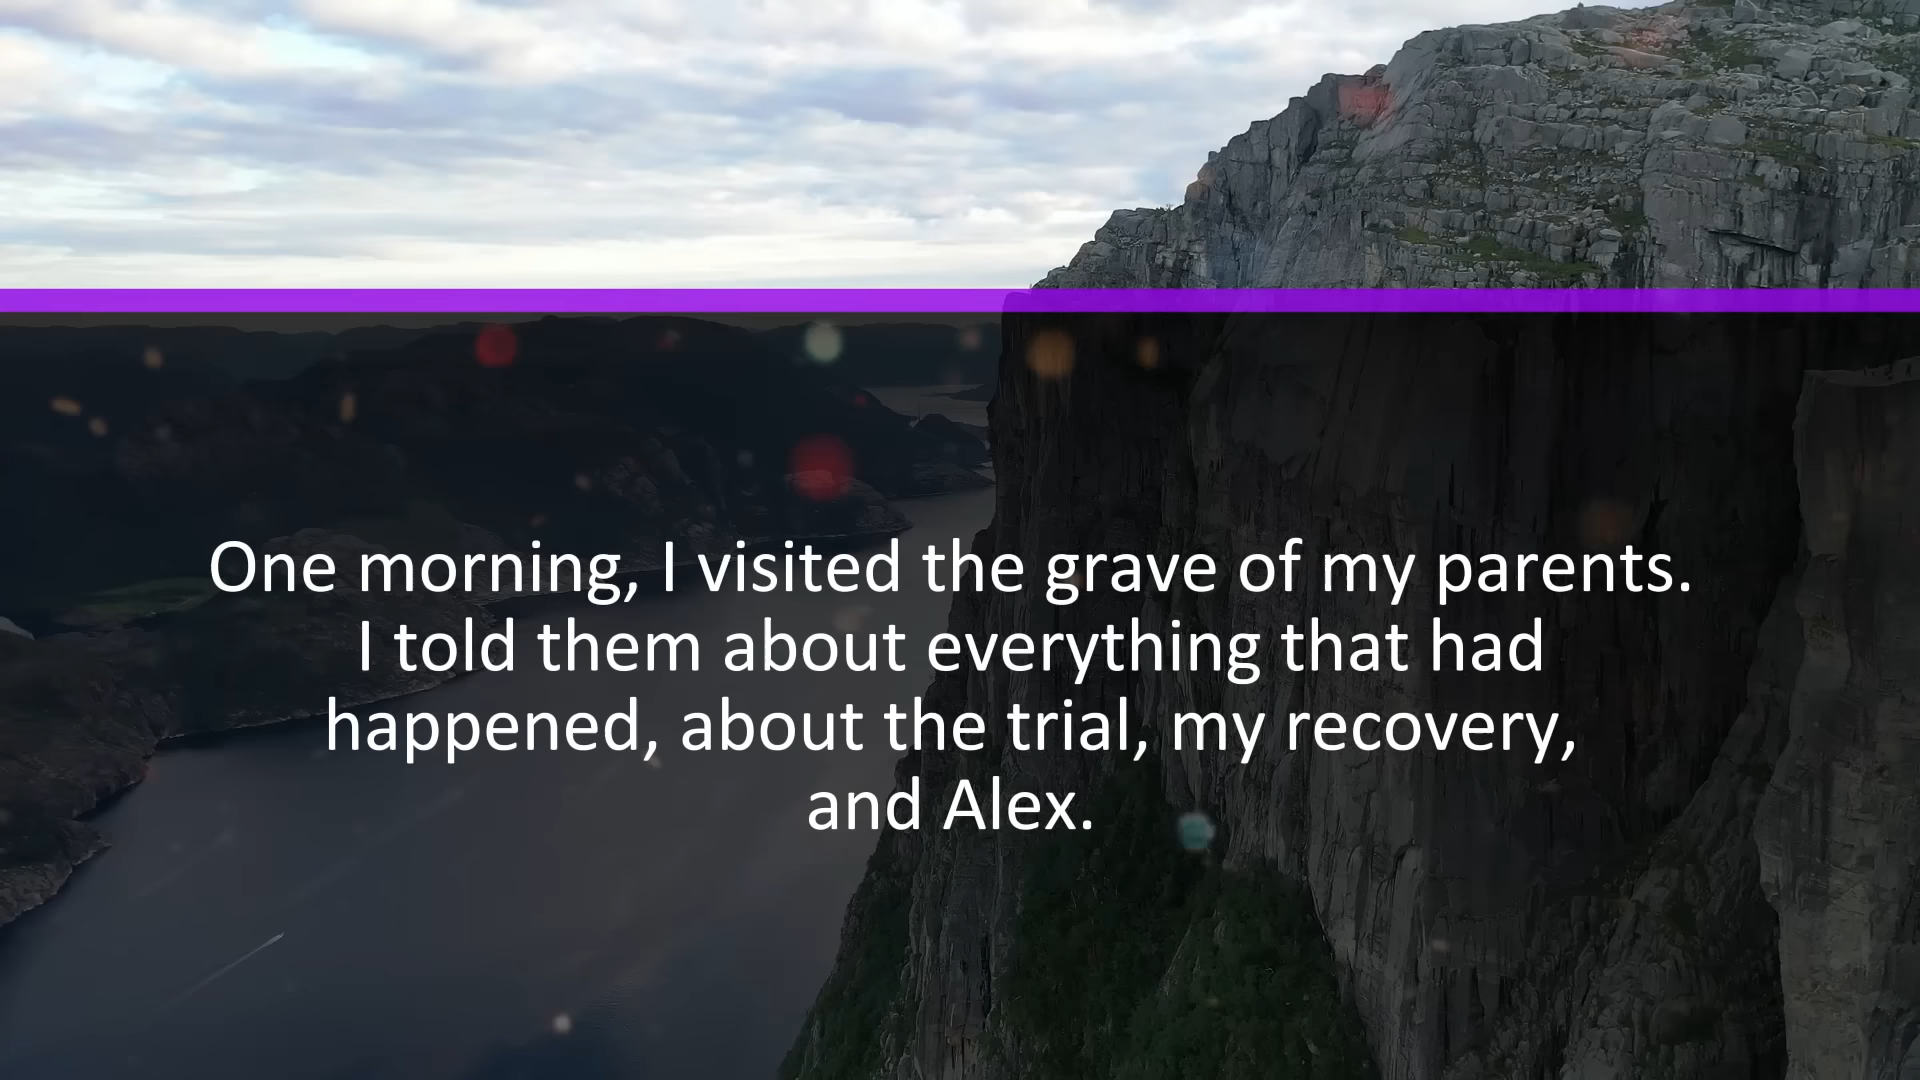 One morning, I visited the grave of my parents.
I told them about everything that had
happened, about the trial, my recovery,
and Alex.